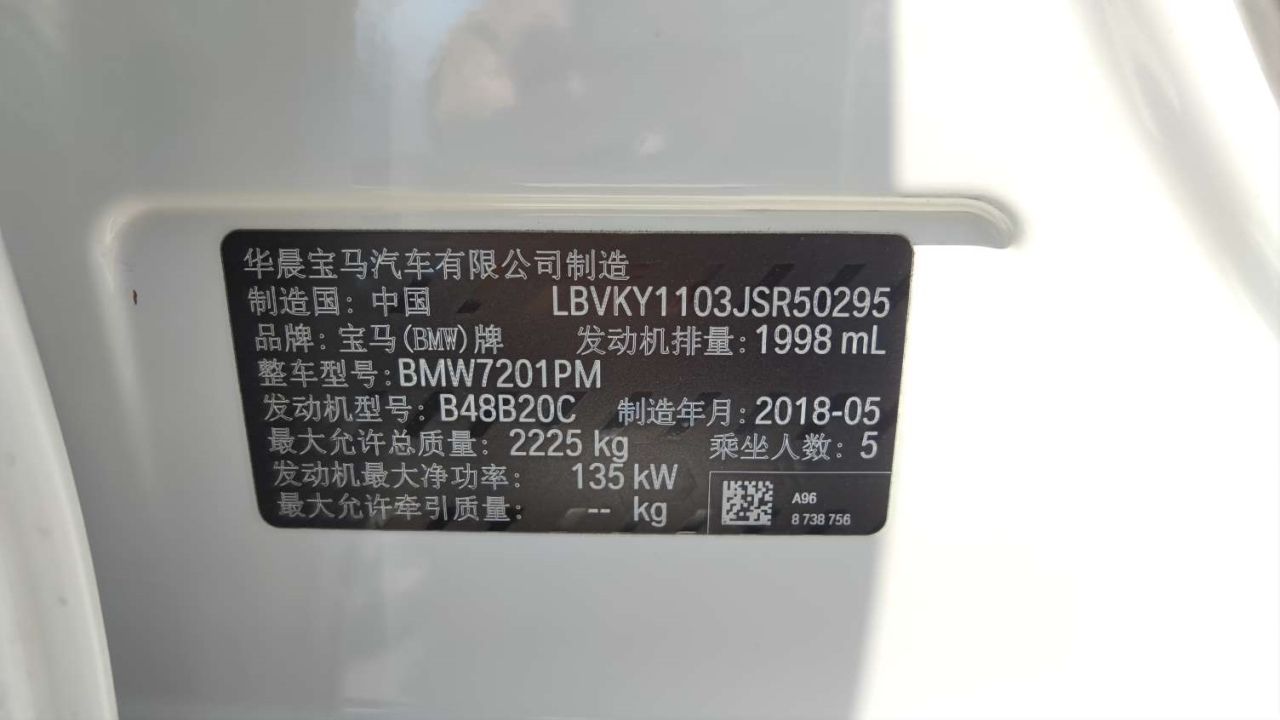 华晨宝马汽车有限公司制造
制造国: 中国 LBVKY1103JSR50295
品牌: 宝马(BMW)牌 发动机排量: 1998 mL
整车型号: BMW7201PM
发动机型号: B48B20C 制造年月: 2018-05
最大允许总质量: 2225 kg 乘坐人数: 5
发动机最大净功率: 135 kW
最大允许牵引质量: -- kg
A96
8 738 756